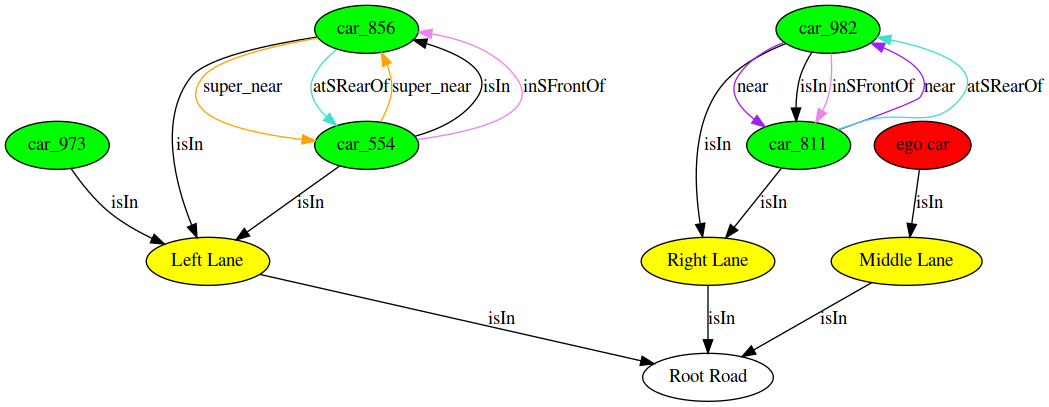 car_856
car_982
super_near
atSRearOf
super_near
isIn
inSFrontOf
near
isIn
inSFrontOf
near
atSRearOf
car_973
isIn
car_554
isIn
car_811
ego car
isIn
isIn
isIn
isIn
Left Lane
Right Lane
Middle Lane
isIn
isIn
isIn
Root Road